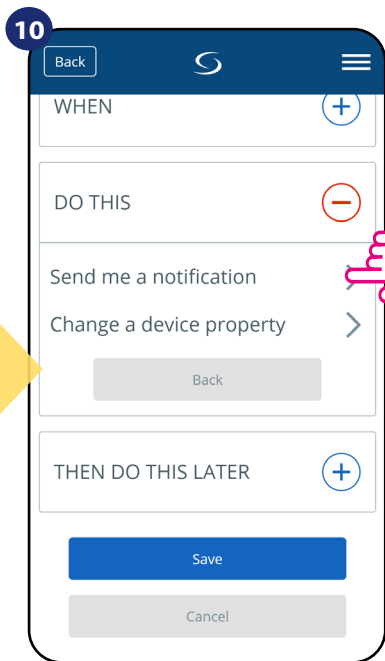 10
Back
WHEN
DO THIS
Send me a notification
Change a device property
Back
THEN DO THIS LATER
Save
Cancel